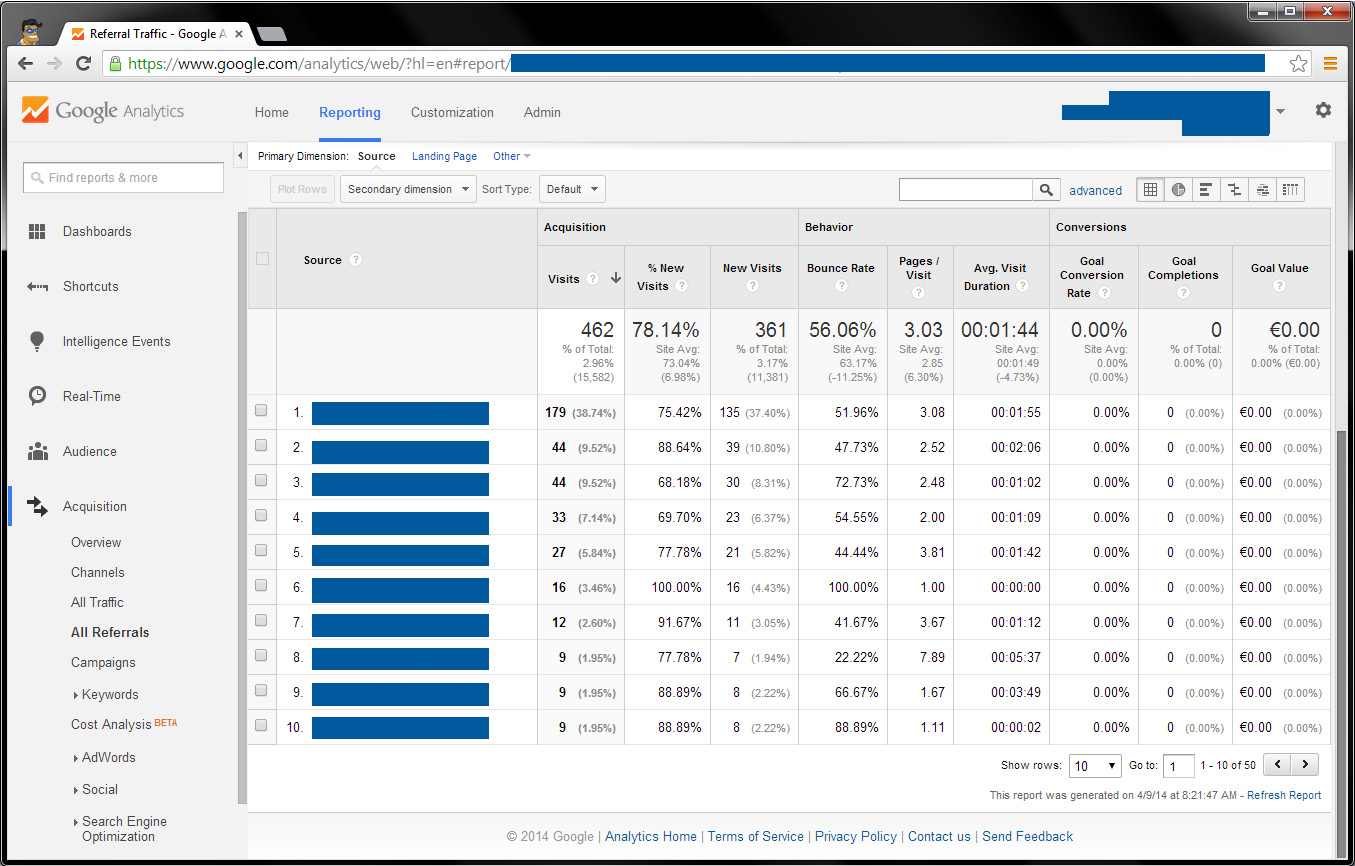 Referral Traffic - Google A
https://www.google.com/analytics/web/?hl=en#report/
Google Analytics
Home Reporting Customization Admin
Find reports & more
Dashboards
Shortcuts
Intelligence Events
Real-Time
Audience
Acquisition
Overview
Channels
All Traffic
All Referrals
Campaigns
Keywords
Cost Analysis BETA
AdWords
Social
Search Engine
Optimization
Primary Dimension: Source Landing Page Other
Plot Rows Secondary dimension Sort Type: Default advanced
Acquisition Behavior Conversions
Source ? Visits ? % New Visits ? New Visits ? Bounce Rate ? Pages / Visit ? Avg. Visit Duration ? Goal Conversion Rate ? Goal Completions ? Goal Value ?
462 78.14% 361 56.06% 3.03 00:01:44 0.00% 0 €0.00
% of Total: Site Avg: % of Total: Site Avg: Site Avg: Site Avg: Site Avg: % of Total: % of Total:
2.96% 73.04% 3.17% 63.17% 2.85 00:01:49 0.00% 0.00% (0) 0.00% (€0.00)
(15,582) (6.98%) (11,381) (-11.25%) (6.30%) (-4.73%) (0.00%)
1. 179 (38.74%) 75.42% 135 (37.40%) 51.96% 3.08 00:01:55 0.00% 0 (0.00%) €0.00 (0.00%)
2. 44 (9.52%) 88.64% 39 (10.80%) 47.73% 2.52 00:02:06 0.00% 0 (0.00%) €0.00 (0.00%)
3. 44 (9.52%) 68.18% 30 (8.31%) 72.73% 2.48 00:01:02 0.00% 0 (0.00%) €0.00 (0.00%)
4. 33 (7.14%) 69.70% 23 (6.37%) 54.55% 2.00 00:01:09 0.00% 0 (0.00%) €0.00 (0.00%)
5. 27 (5.84%) 77.78% 21 (5.82%) 44.44% 3.81 00:01:42 0.00% 0 (0.00%) €0.00 (0.00%)
6. 16 (3.46%) 100.00% 16 (4.43%) 100.00% 1.00 00:00:00 0.00% 0 (0.00%) €0.00 (0.00%)
7. 12 (2.60%) 91.67% 11 (3.05%) 41.67% 3.67 00:01:12 0.00% 0 (0.00%) €0.00 (0.00%)
8. 9 (1.95%) 77.78% 7 (1.94%) 22.22% 7.89 00:05:37 0.00% 0 (0.00%) €0.00 (0.00%)
9. 9 (1.95%) 88.89% 8 (2.22%) 66.67% 1.67 00:03:49 0.00% 0 (0.00%) €0.00 (0.00%)
10. 9 (1.95%) 88.89% 8 (2.22%) 88.89% 1.11 00:00:02 0.00% 0 (0.00%) €0.00 (0.00%)
Show rows: 10 Go to: 1 1 - 10 of 50
This report was generated on 4/9/14 at 8:21:47 AM - Refresh Report
© 2014 Google | Analytics Home | Terms of Service | Privacy Policy | Contact us | Send Feedback